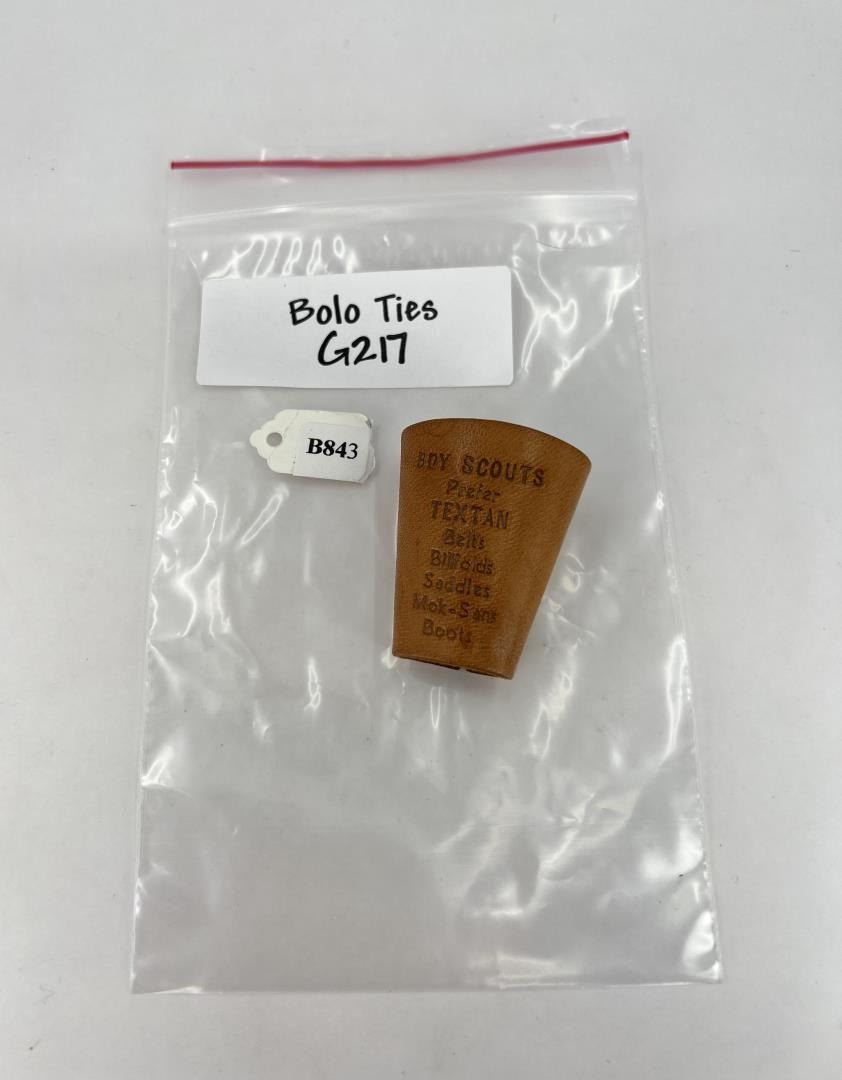 Bolo Ties
G217
B843
BOY SCOUTS
Prefer
TEXTAN
Belts
Billfolds
Saddles
Mok-Sans
Boots